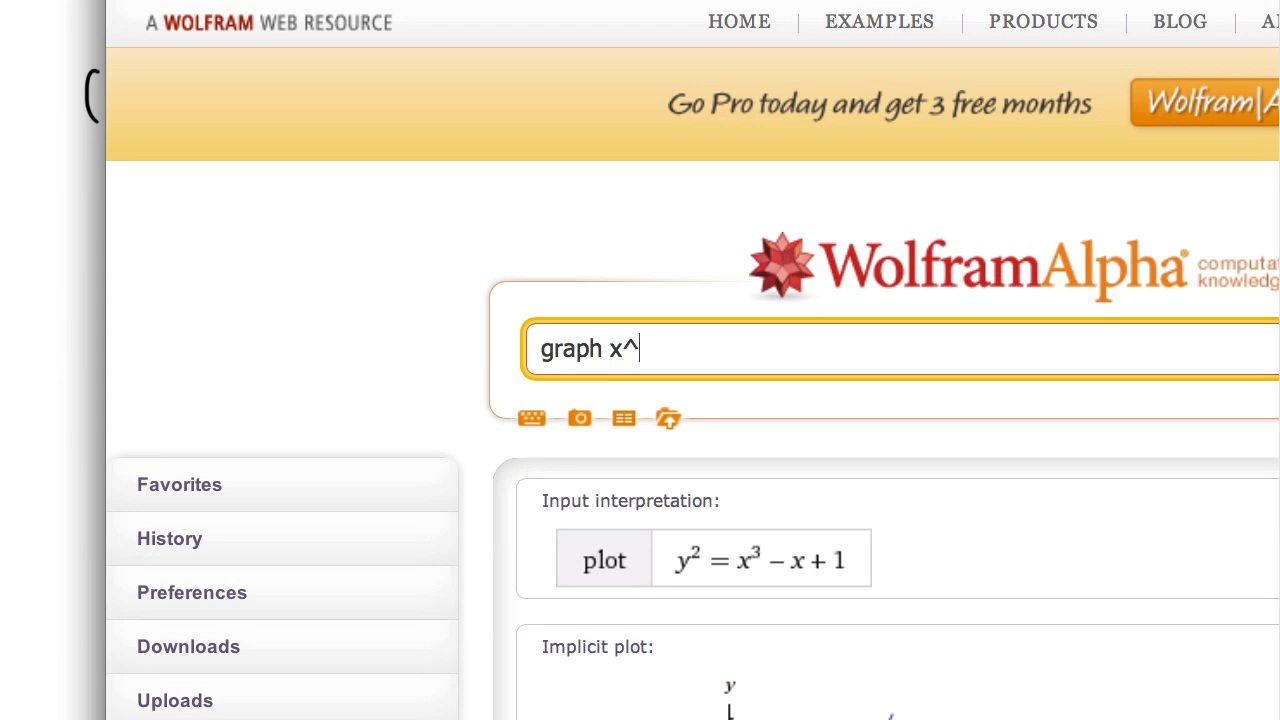 A WOLFRAM WEB RESOURCE
HOME EXAMPLES PRODUCTS BLOG
(
Go Pro today and get 3 free months
Wolfram|A
WolframAlpha
graph x^
Favorites
History
Preferences
Downloads
Uploads
Input interpretation:
plot y² = x³ – x + 1
Implicit plot:
y